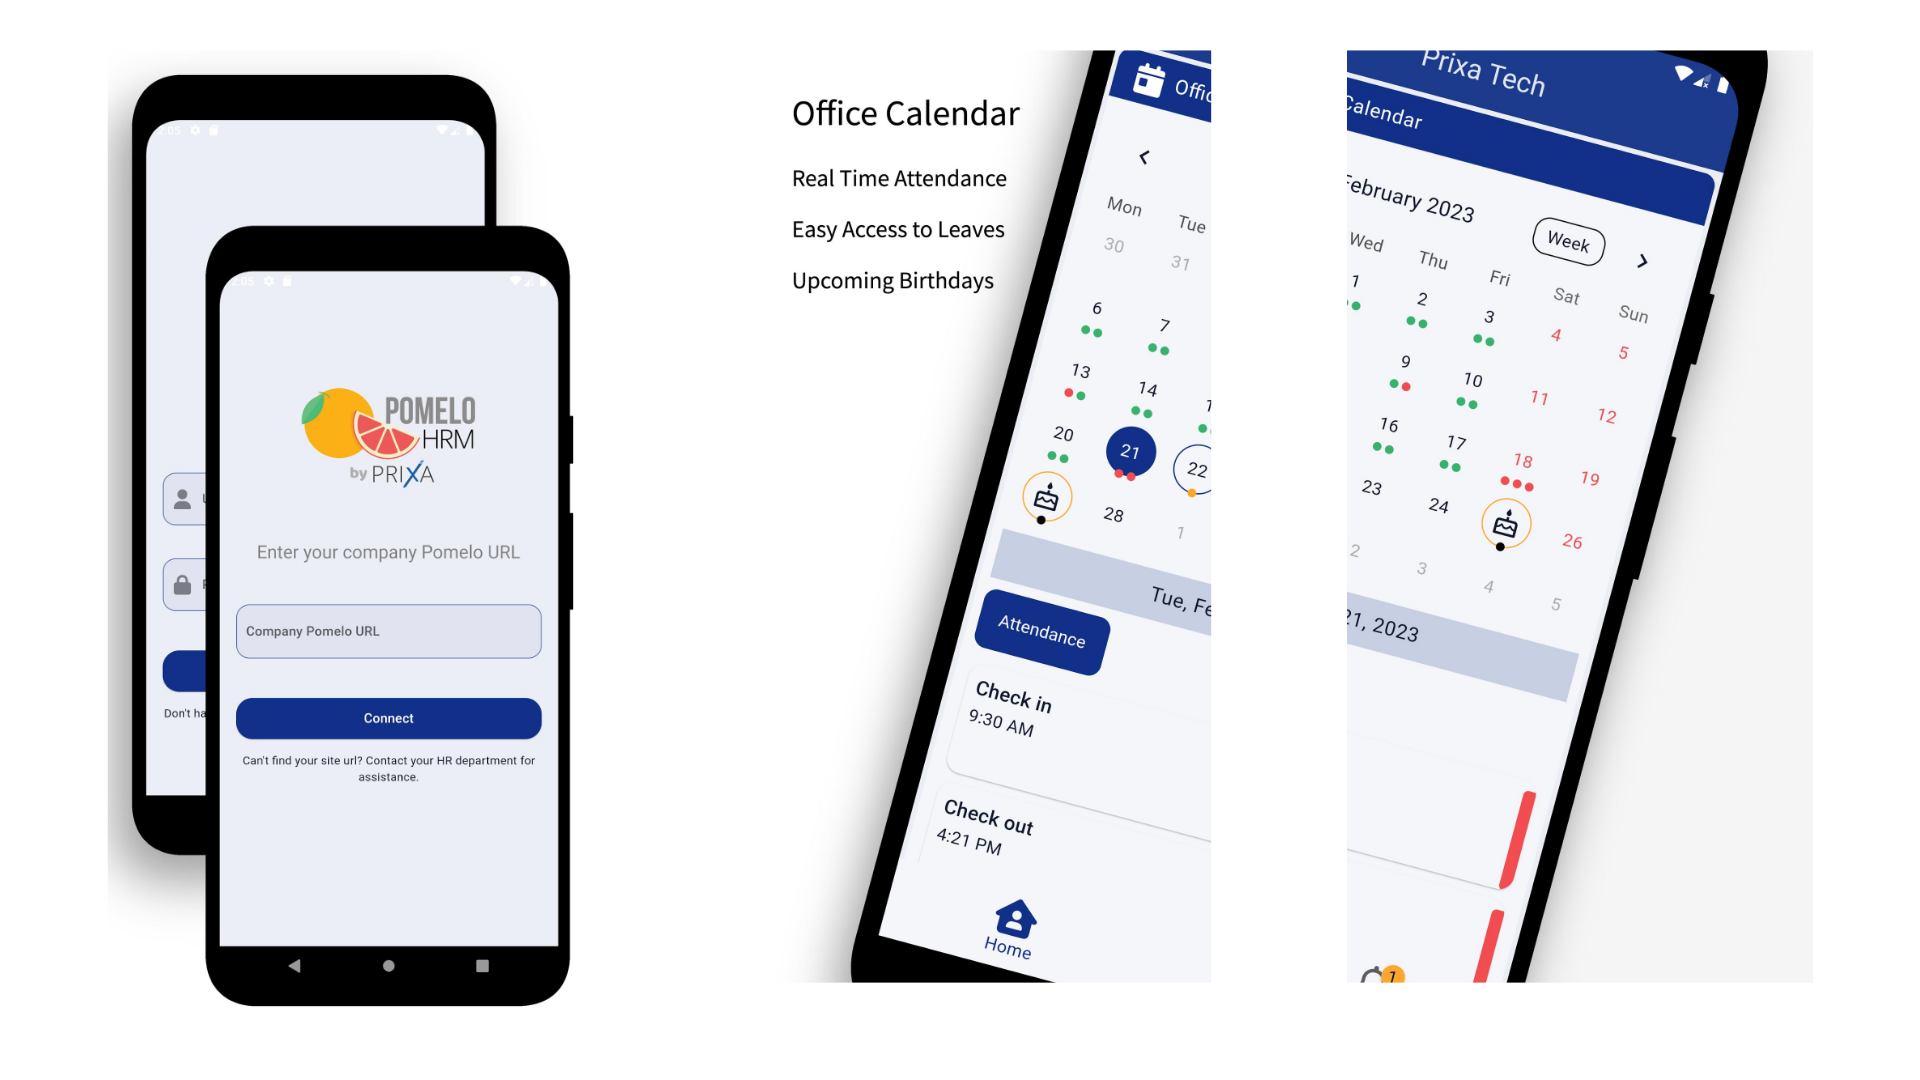 2:05
Don't ha
2:05
POMELO
HRM
by PRIXA
Enter your company Pomelo URL
Company Pomelo URL
Connect
Can't find your site url? Contact your HR department for
assistance.
Office Calendar
Real Time Attendance
Easy Access to Leaves
Upcoming Birthdays
Offic
Mon Tue
30 31
6 7
13 14 1
20 21 22
28 1
Tue, Fe
Attendance
Check in
9:30 AM
Check out
4:21 PM
Home
Prixa Tech
Calendar
February 2023
Week
Wed Thu Fri Sat Sun
1 2 3 4 5
9 10 11 12
16 17 18 19
23 24 26
2 3 4 5
21, 2023
1